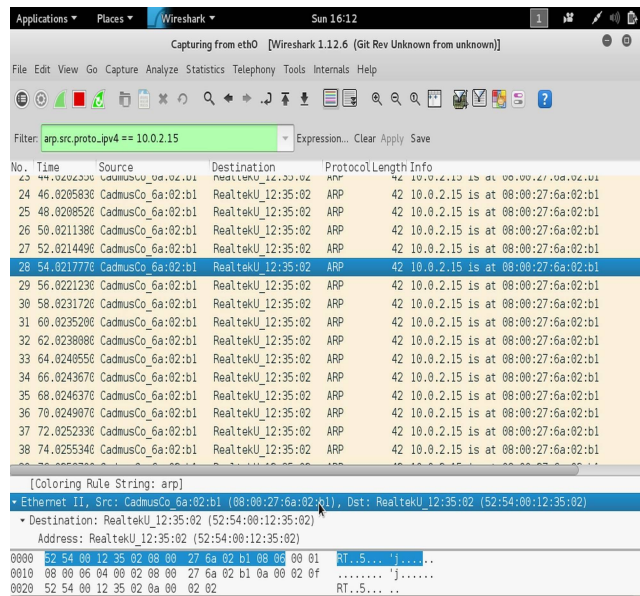 Applications ▾ Places ▾ Wireshark ▾ Sun 16:12 1
Capturing from eth0 [Wireshark 1.12.6 (Git Rev Unknown from unknown)]
File Edit View Go Capture Analyze Statistics Telephony Tools Internals Help
Filter: arp.src.proto_ipv4 == 10.0.2.15 Expression... Clear Apply Save
No. Time Source Destination Protocol Length Info
23 44.0202350 CadmusCo_6a:02:b1 RealtekU_12:35:02 ARP 42 10.0.2.15 is at 08:00:27:6a:02:b1
24 46.0205830 CadmusCo_6a:02:b1 RealtekU_12:35:02 ARP 42 10.0.2.15 is at 08:00:27:6a:02:b1
25 48.0208520 CadmusCo_6a:02:b1 RealtekU_12:35:02 ARP 42 10.0.2.15 is at 08:00:27:6a:02:b1
26 50.0211380 CadmusCo_6a:02:b1 RealtekU_12:35:02 ARP 42 10.0.2.15 is at 08:00:27:6a:02:b1
27 52.0214490 CadmusCo_6a:02:b1 RealtekU_12:35:02 ARP 42 10.0.2.15 is at 08:00:27:6a:02:b1
28 54.0217770 CadmusCo_6a:02:b1 RealtekU_12:35:02 ARP 42 10.0.2.15 is at 08:00:27:6a:02:b1
29 56.0221230 CadmusCo_6a:02:b1 RealtekU_12:35:02 ARP 42 10.0.2.15 is at 08:00:27:6a:02:b1
30 58.0231720 CadmusCo_6a:02:b1 RealtekU_12:35:02 ARP 42 10.0.2.15 is at 08:00:27:6a:02:b1
31 60.0235200 CadmusCo_6a:02:b1 RealtekU_12:35:02 ARP 42 10.0.2.15 is at 08:00:27:6a:02:b1
32 62.0238080 CadmusCo_6a:02:b1 RealtekU_12:35:02 ARP 42 10.0.2.15 is at 08:00:27:6a:02:b1
33 64.0240550 CadmusCo_6a:02:b1 RealtekU_12:35:02 ARP 42 10.0.2.15 is at 08:00:27:6a:02:b1
34 66.0243670 CadmusCo_6a:02:b1 RealtekU_12:35:02 ARP 42 10.0.2.15 is at 08:00:27:6a:02:b1
35 68.0246370 CadmusCo_6a:02:b1 RealtekU_12:35:02 ARP 42 10.0.2.15 is at 08:00:27:6a:02:b1
36 70.0249070 CadmusCo_6a:02:b1 RealtekU_12:35:02 ARP 42 10.0.2.15 is at 08:00:27:6a:02:b1
37 72.0252330 CadmusCo_6a:02:b1 RealtekU_12:35:02 ARP 42 10.0.2.15 is at 08:00:27:6a:02:b1
38 74.0255340 CadmusCo_6a:02:b1 RealtekU_12:35:02 ARP 42 10.0.2.15 is at 08:00:27:6a:02:b1
[Coloring Rule String: arp]
▾ Ethernet II, Src: CadmusCo_6a:02:b1 (08:00:27:6a:02:b1), Dst: RealtekU_12:35:02 (52:54:00:12:35:02)
▾ Destination: RealtekU_12:35:02 (52:54:00:12:35:02)
Address: RealtekU_12:35:02 (52:54:00:12:35:02)
0000 52 54 00 12 35 02 08 00 27 6a 02 b1 08 06 00 01 RT..5... 'j......
0010 08 00 06 04 00 02 08 00 27 6a 02 b1 0a 00 02 0f ........ 'j......
0020 52 54 00 12 35 02 0a 00 02 02 RT..5... ..